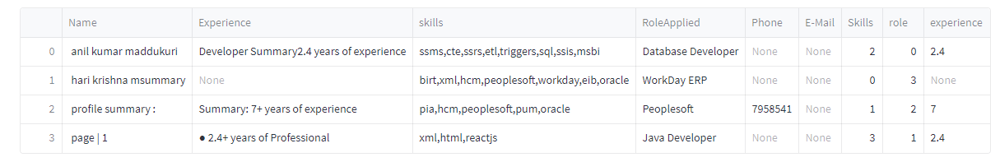 Name Experience skills RoleApplied Phone E-Mail Skills role experience
0 anil kumar maddukuri Developer Summary2.4 years of experience ssms,cte,ssrs,etl,triggers,sql,ssis,msbi Database Developer None None 2 0 2.4
1 hari krishna msummary None birt,xml,hcm,peoplesoft,workday,eib,oracle WorkDay ERP None None 0 3 None
2 profile summary : Summary: 7+ years of experience pia,hcm,peoplesoft,pum,oracle Peoplesoft 7958541 None 1 2 7
3 page | 1 ● 2.4+ years of Professional xml,html,reactjs Java Developer None None 3 1 2.4